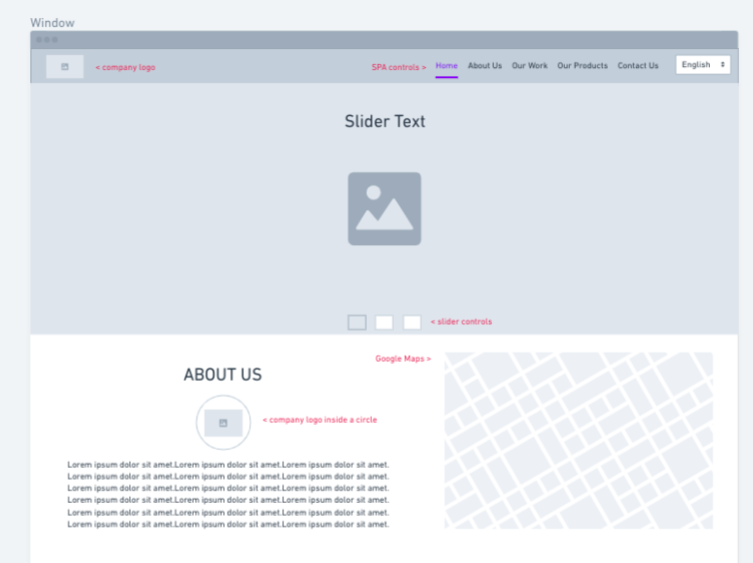 Window
< company logo
SPA controls >
Home
About Us
Our Work
Our Products
Contact Us
English
Slider Text
< slider controls
Google Maps >
ABOUT US
< company logo inside a circle
Lorem ipsum dolor sit amet.Lorem ipsum dolor sit amet.Lorem ipsum dolor sit amet.
Lorem ipsum dolor sit amet.Lorem ipsum dolor sit amet.Lorem ipsum dolor sit amet.
Lorem ipsum dolor sit amet.Lorem ipsum dolor sit amet.Lorem ipsum dolor sit amet.
Lorem ipsum dolor sit amet.Lorem ipsum dolor sit amet.Lorem ipsum dolor sit amet.
Lorem ipsum dolor sit amet.Lorem ipsum dolor sit amet.Lorem ipsum dolor sit amet.
Lorem ipsum dolor sit amet.Lorem ipsum dolor sit amet.Lorem ipsum dolor sit amet.